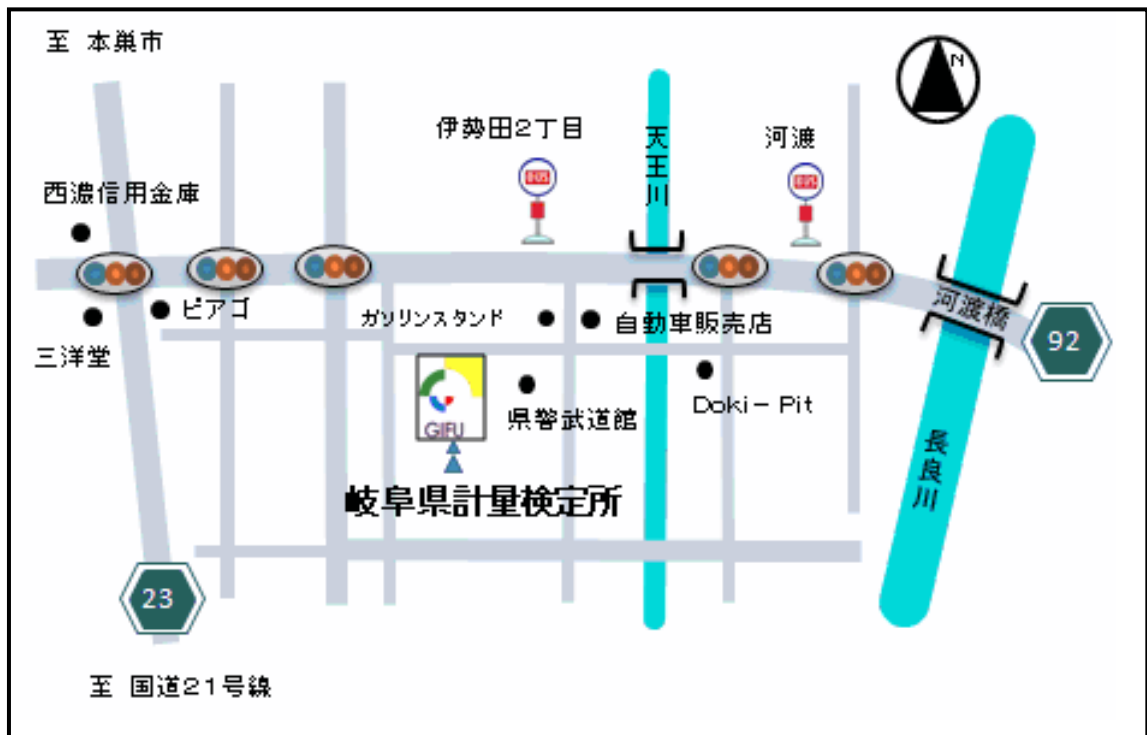 至 本巣市
N
伊勢田2丁目
天王川
河渡
BUS
BUS
西濃信用金庫
ピアゴ
ガソリンスタンド
自動車販売店
河渡橋
92
三洋堂
GIFU
県警武道館
Doki-Pit
長良川
岐阜県計量検定所
23
至 国道21号線